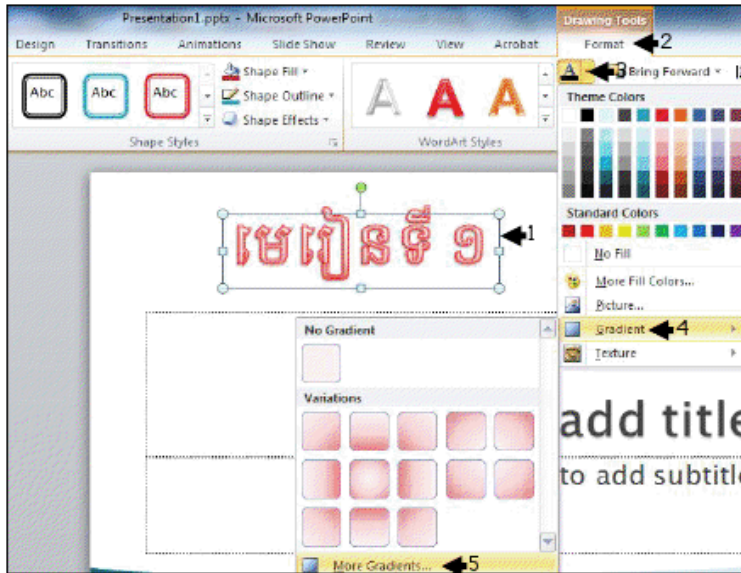 Presentation1.pptx - Microsoft PowerPoint
Drawing Tools
Design Transitions Animations Slide Show Review View Acrobat Format 2
Abc Abc Abc
Shape Fill
Shape Outline
Shape Effects
A A A
A 3 Bring Forward
Shape Styles WordArt Styles
Theme Colors
Standard Colors
No Fill
More Fill Colors...
Picture...
Gradient 4
Texture
មេរៀនទី ១ 1
No Gradient
Variations
More Gradients... 5
add title
to add subtitle